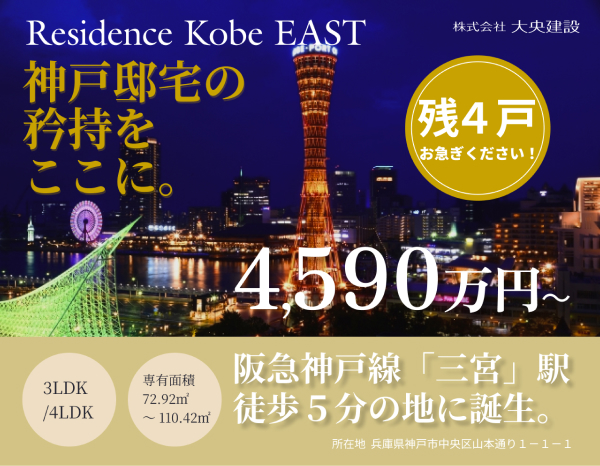 Residence Kobe EAST
株式会社 大央建設
神戸邸宅の
矜持を
ここに。
残4戸
お急ぎください！
4,590万円～
3LDK
/4LDK
専有面積
72.92㎡
～110.42㎡
阪急神戸線「三宮」駅
徒歩５分の地に誕生。
所在地 兵庫県神戸市中央区山本通り１－１－１